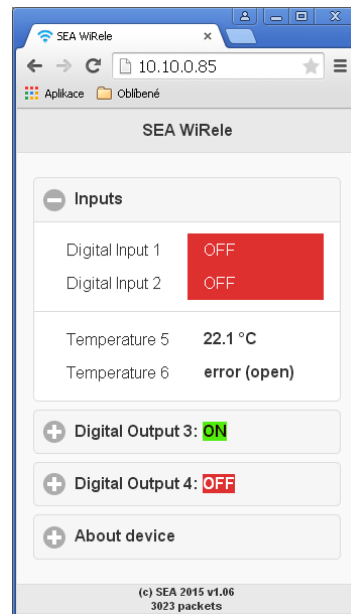 SEA WiRele
10.10.0.85
Aplikace Oblíbené
SEA WiRele
Inputs
Digital Input 1 OFF
Digital Input 2 OFF
Temperature 5 22.1 °C
Temperature 6 error (open)
Digital Output 3: ON
Digital Output 4: OFF
About device
(c) SEA 2015 v1.06
3023 packets